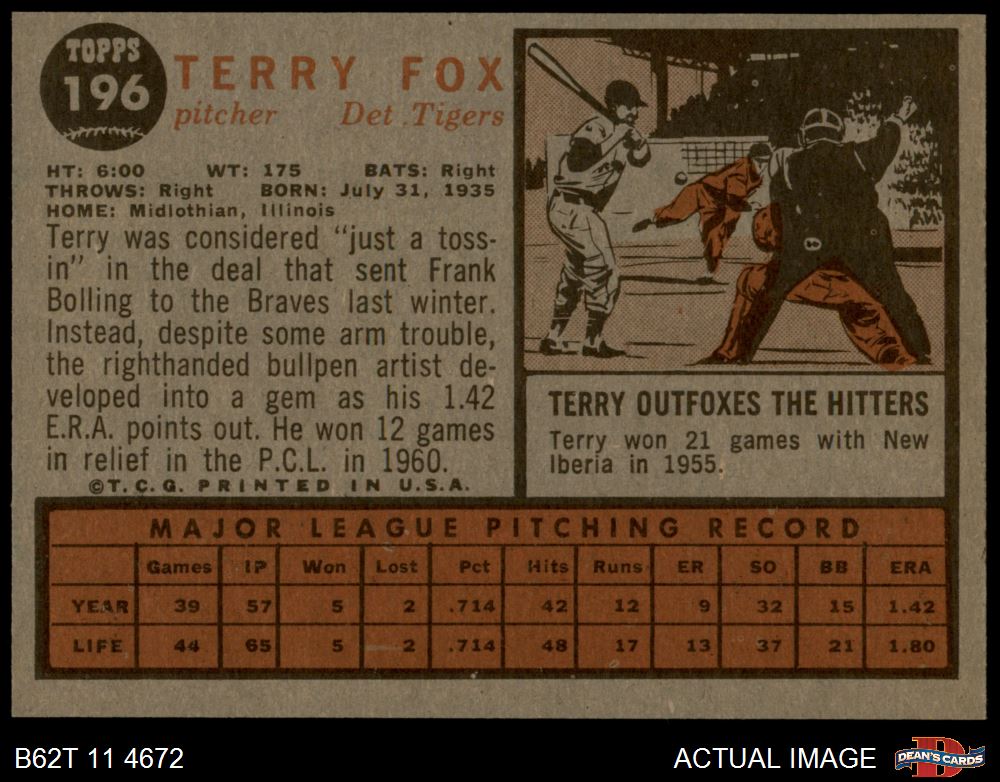 TOPPS
196
TERRY FOX
pitcher Det. Tigers
HT: 6:00 WT: 175 BATS: Right
THROWS: Right BORN: July 31, 1935
HOME: Midlothian, Illinois
Terry was considered “just a toss-
in” in the deal that sent Frank
Bolling to the Braves last winter.
Instead, despite some arm trouble,
the righthanded bullpen artist de-
veloped into a gem as his 1.42
E.R.A. points out. He won 12 games
in relief in the P.C.L. in 1960.
©T.C.G. PRINTED IN U.S.A.
TERRY OUTFOXES THE HITTERS
Terry won 21 games with New
Iberia in 1955.
MAJOR LEAGUE PITCHING RECORD
Games IP Won Lost Pct Hits Runs ER SO BB ERA
YEAR 39 57 5 2 .714 42 12 9 32 15 1.42
LIFE 44 65 5 2 .714 48 17 13 37 21 1.80
B62T 11 4672
ACTUAL IMAGE
D
DEAN'S CARDS